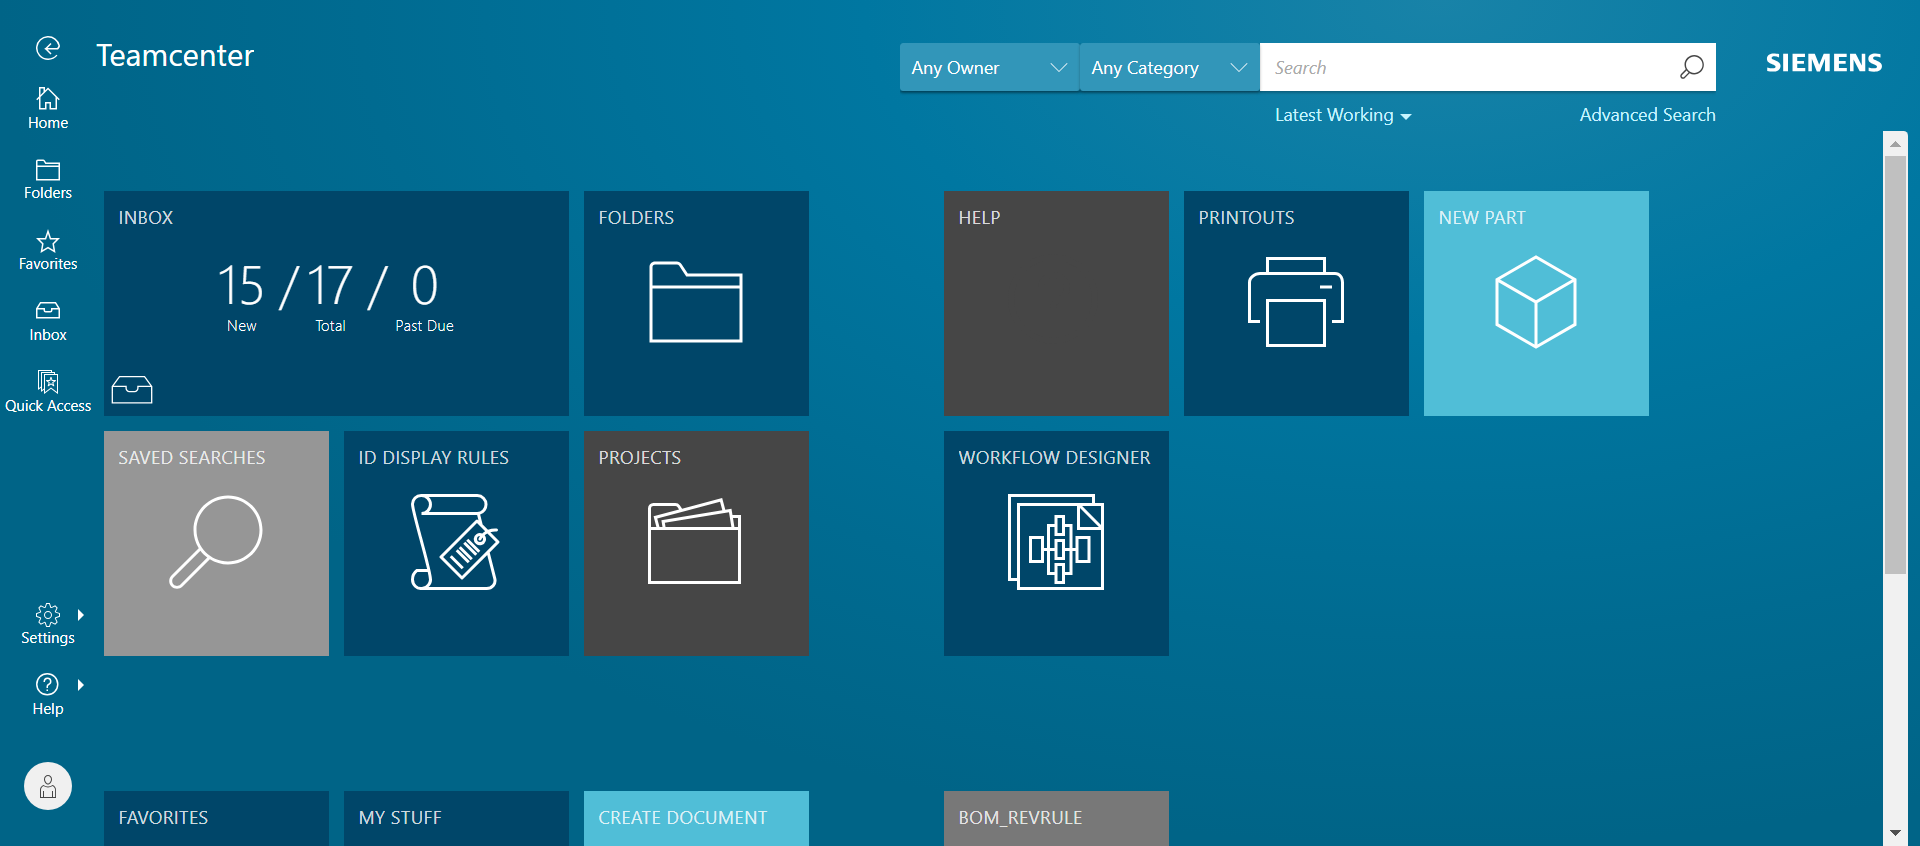 Teamcenter
Any Owner
Any Category
Search
SIEMENS
Latest Working
Advanced Search
Home
Folders
Favorites
Inbox
Quick Access
Settings
Help
INBOX
15 / 17 / 0
New Total Past Due
FOLDERS
HELP
PRINTOUTS
NEW PART
SAVED SEARCHES
ID DISPLAY RULES
PROJECTS
WORKFLOW DESIGNER
FAVORITES
MY STUFF
CREATE DOCUMENT
BOM_REVRULE